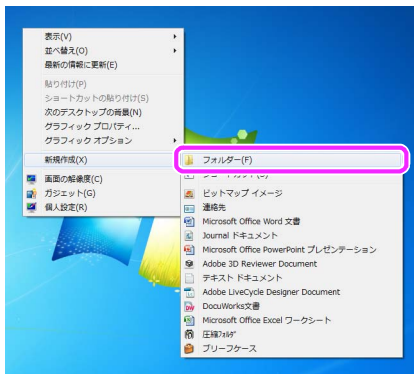 表示(V)
並べ替え(O)
最新の情報に更新(E)
貼り付け(P)
ショートカットの貼り付け(S)
次のデスクトップの背景(N)
グラフィック プロパティ...
グラフィック オプション
新規作成(X)
画面の解像度(C)
ガジェット(G)
個人設定(R)
フォルダー(F)
ビットマップ イメージ
連絡先
Microsoft Office Word 文書
Journal ドキュメント
Microsoft Office PowerPoint プレゼンテーション
Adobe 3D Reviewer Document
テキスト ドキュメント
Adobe LiveCycle Designer Document
DocuWorks文書
Microsoft Office Excel ワークシート
圧縮ﾌｫﾙﾀﾞ
ブリーフケース